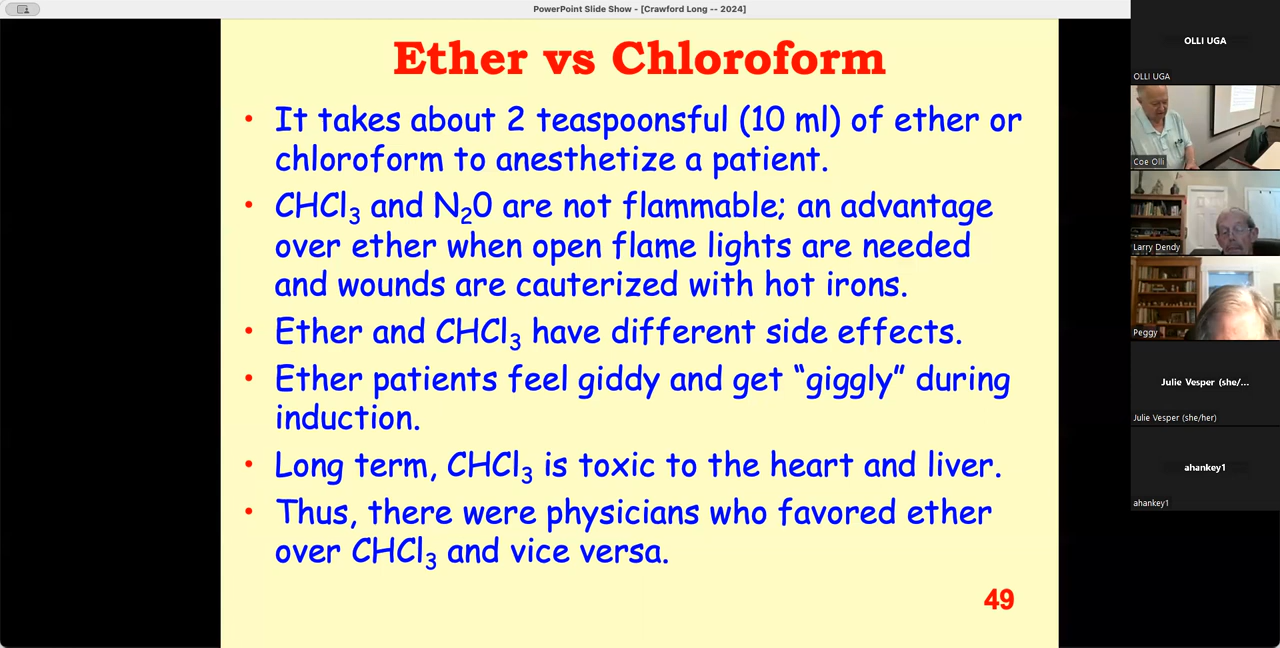 PowerPoint Slide Show - [Crawford Long -- 2024]
Ether vs Chloroform
• It takes about 2 teaspoonsful (10 ml) of ether or
chloroform to anesthetize a patient.
• CHCl₃ and N₂O are not flammable; an advantage
over ether when open flame lights are needed
and wounds are cauterized with hot irons.
• Ether and CHCl₃ have different side effects.
• Ether patients feel giddy and get “giggly” during
induction.
• Long term, CHCl₃ is toxic to the heart and liver.
• Thus, there were physicians who favored ether
over CHCl₃ and vice versa.
49
OLLI UGA
OLLI UGA
Coe Olli
Larry Dendy
Peggy
Julie Vesper (she/...
Julie Vesper (she/her)
ahankey1
ahankey1